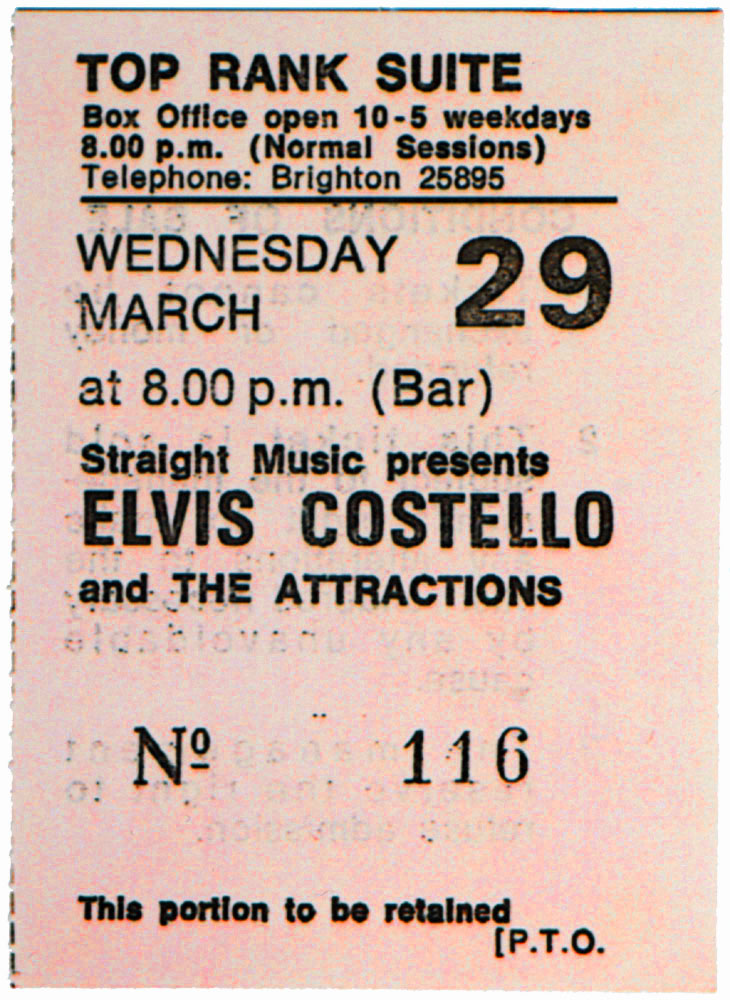 TOP RANK SUITE
Box Office open 10-5 weekdays
8.00 p.m. (Normal Sessions)
Telephone: Brighton 25895
WEDNESDAY 29
MARCH
at 8.00 p.m. (Bar)
Straight Music presents
ELVIS COSTELLO
and THE ATTRACTIONS
Nº 116
This portion to be retained
[P.T.O.